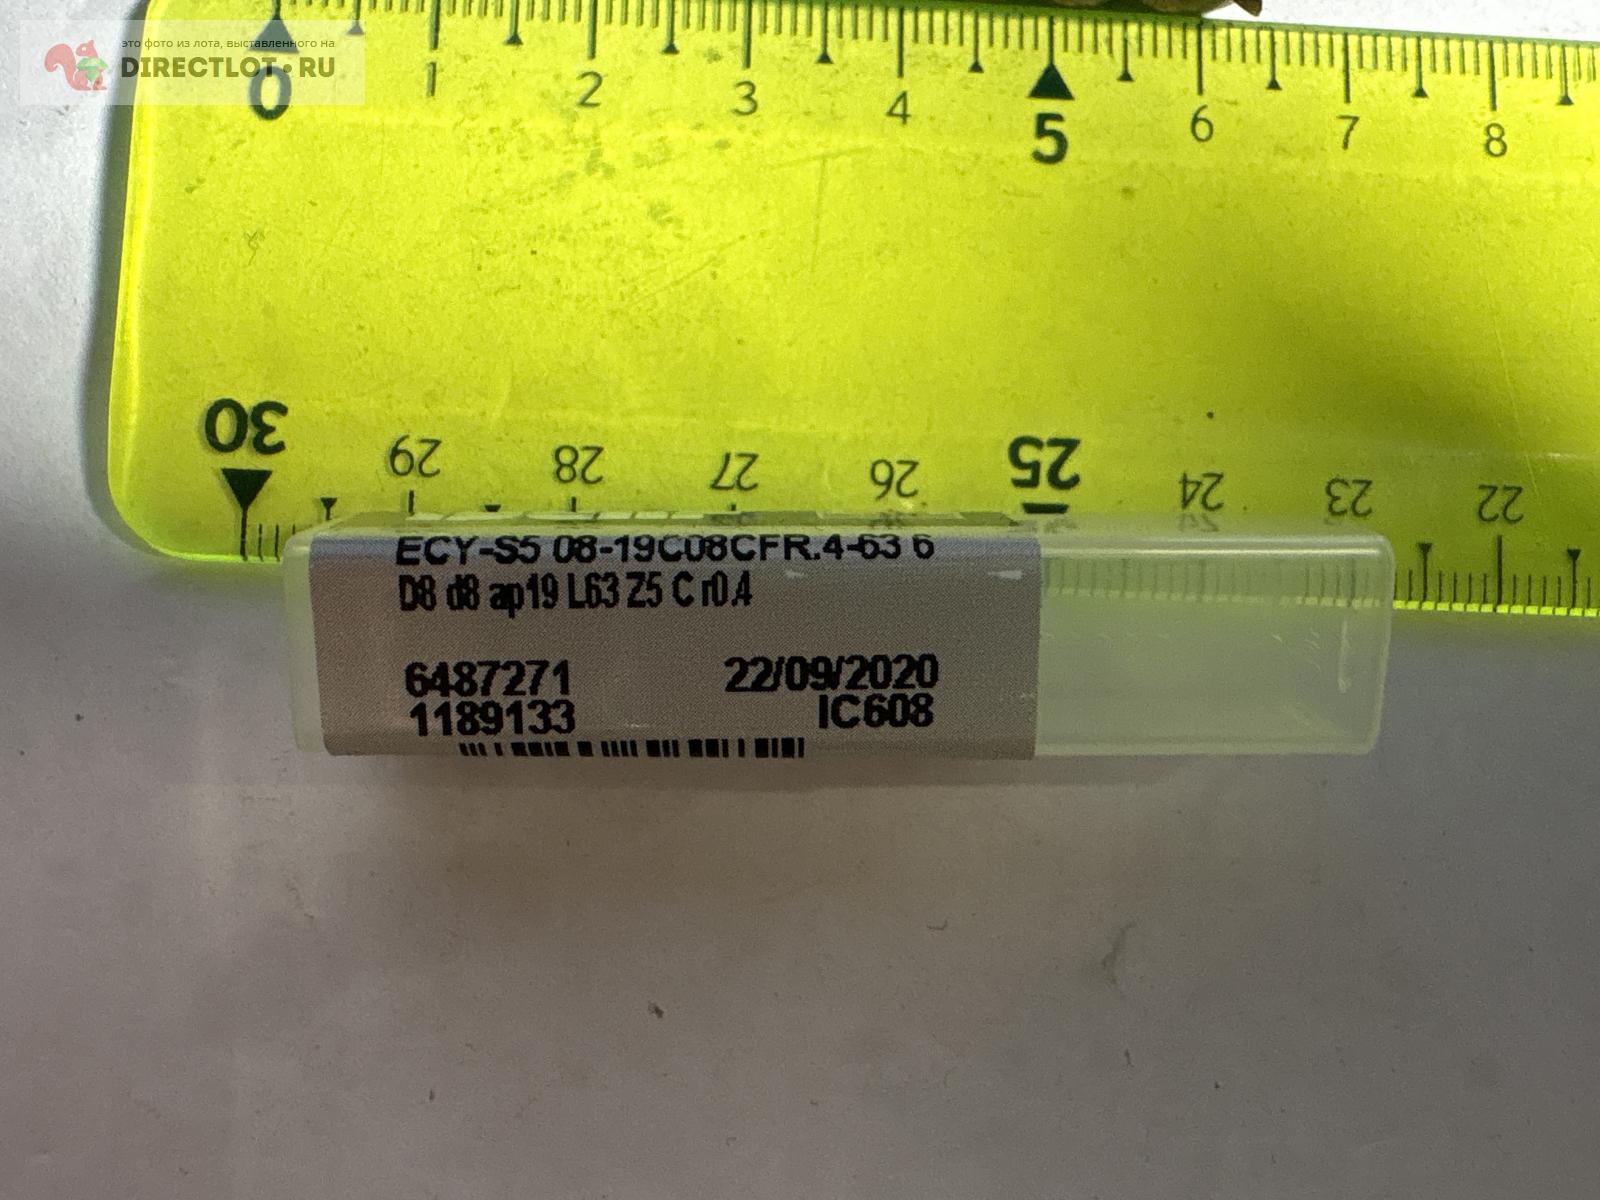 это фото из лота, выставленного на
DIRECTLOT.RU
0 1 2 3 4 5 6 7 8
30 29 28 27 26 25 24 23 22
ECY-S5 08-19C08CFR.4-63 6
D8 d8 ap19 L63 Z5 C r0.4
6487271 22/09/2020
1189133 IC608